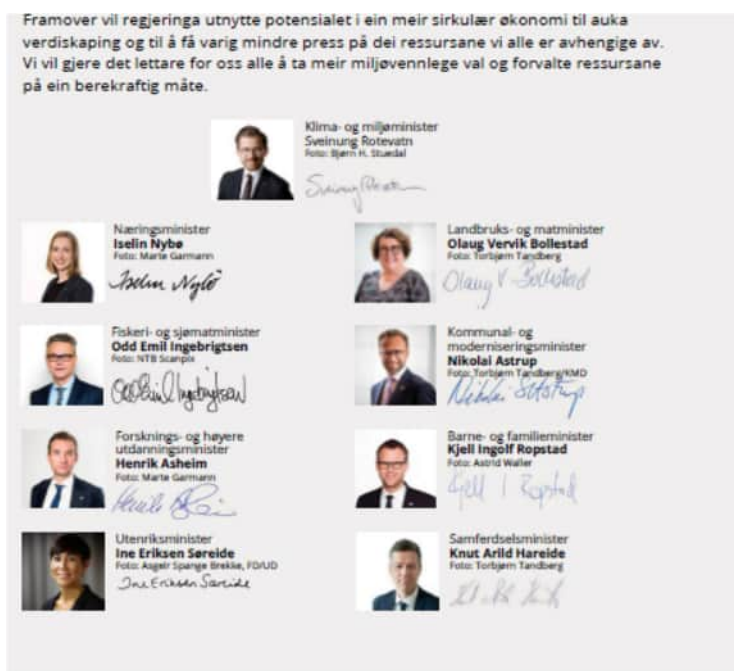 Framover vil regjeringa utnytte potensialet i ein meir sirkulær økonomi til auka
verdiskaping og til å få varig mindre press på dei ressursane vi alle er avhengige av.
Vi vil gjere det lettare for oss alle å ta meir miljøvennlege val og forvalte ressursane
på ein berekraftig måte.
Klima- og miljøminister
Sveinung Rotevatn
Foto: Bjørn H. Stuedal
Næringsminister
Iselin Nybø
Foto: Marte Garmann
Iselin Nybø
Landbruks- og matminister
Olaug Vervik Bollestad
Foto: Torbjørn Tandberg
Olaug V Bollestad
Fiskeri- og sjømatminister
Odd Emil Ingebrigtsen
Foto: NTB Scanpix
Odd Emil Ingebrigtsen
Kommunal- og
moderniseringsminister
Nikolai Astrup
Foto: Torbjørn Tandberg/KMD
Nikolai Astrup
Forsknings- og høyere
utdanningsminister
Henrik Asheim
Foto: Marte Garmann
Barne- og familieminister
Kjell Ingolf Ropstad
Foto: Astrid Waller
Kjell I Ropstad
Utenriksminister
Ine Eriksen Søreide
Foto: Asgeir Spange Brekke, FD/UD
Ine Eriksen Søreide
Samferdselsminister
Knut Arild Hareide
Foto: Torbjørn Tandberg